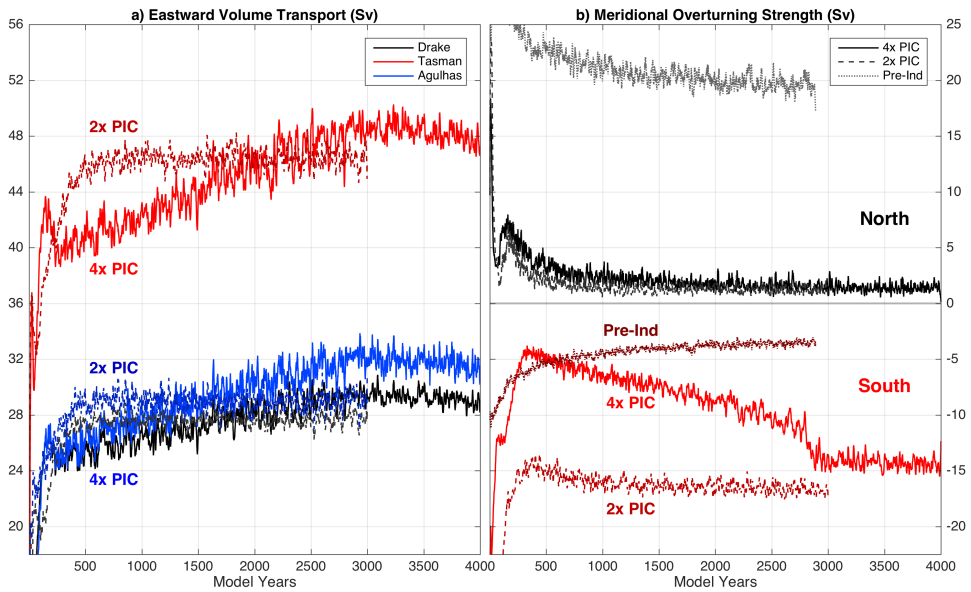 a) Eastward Volume Transport (Sv)
56
52
48
44
40
36
32
28
24
20
Drake
Tasman
Agulhas
2x PIC
4x PIC
2x PIC
4x PIC
500
1000
1500
2000
2500
3000
3500
4000
Model Years
b) Meridional Overturning Strength (Sv)
4x PIC
2x PIC
Pre-Ind
North
Pre-Ind
South
4x PIC
2x PIC
25
20
15
10
5
0
-5
-10
-15
-20
500
1000
1500
2000
2500
3000
3500
4000
Model Years